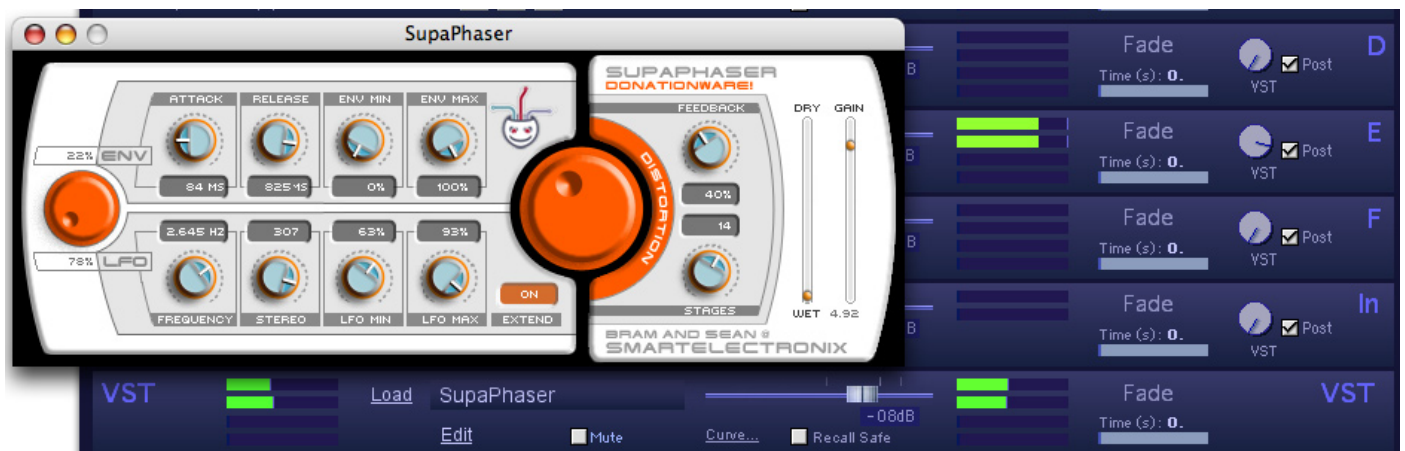 SupaPhaser
SUPAPHASER
DONATIONWARE!
ATTACK RELEASE ENV MIN ENV MAX
22% ENV
84 MS 825 MS 0% 100%
2.645 HZ 307 63% 93%
78% LFO
FREQUENCY STEREO LFO MIN LFO MAX EXTEND
ON
DISTORTION
FEEDBACK
40%
14
STAGES
DRY GAIN
WET 4.92
BRAM AND SEAN @
SMARTELECTRONIX
B Fade D
Time (s): 0. Post
VST
B Fade E
Time (s): 0. Post
VST
B Fade F
Time (s): 0. Post
VST
B Fade In
Time (s): 0. Post
VST
VST Load SupaPhaser Fade VST
-08dB
Edit Mute Curve... Recall Safe Time (s): 0.